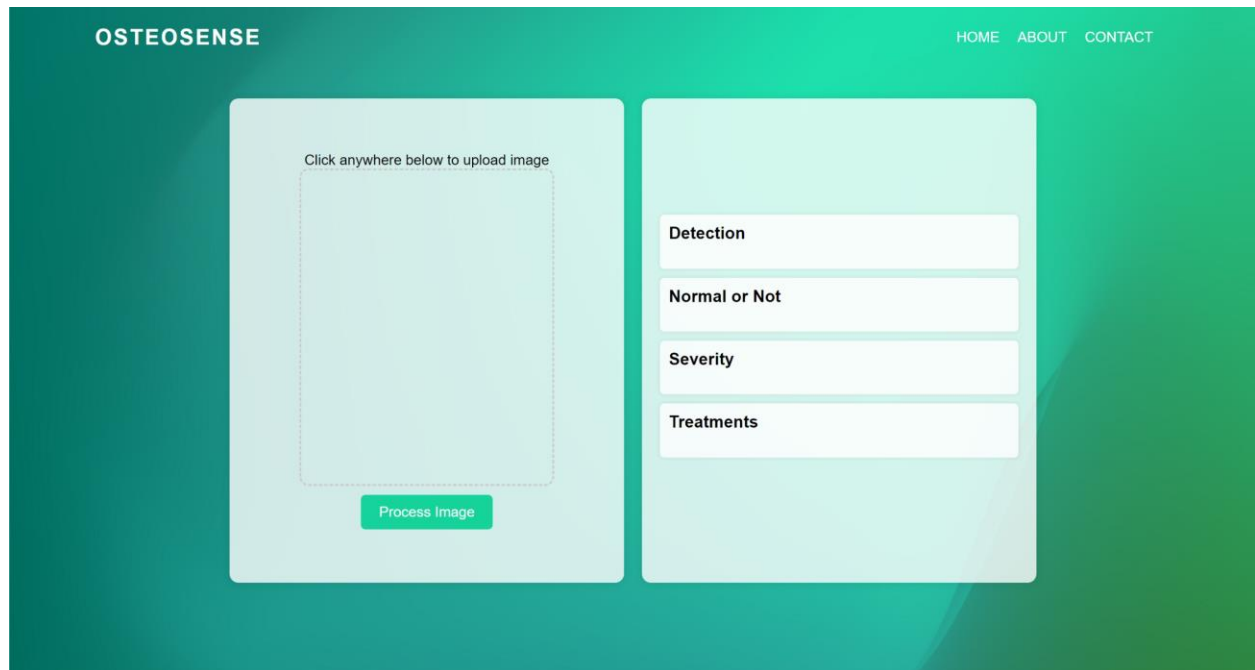 OSTEOSENSE
HOME ABOUT CONTACT
Click anywhere below to upload image
Process Image
Detection
Normal or Not
Severity
Treatments